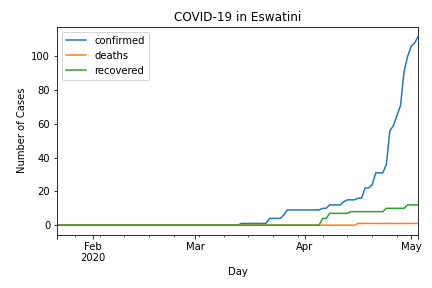 COVID-19 in Eswatini
confirmed
deaths
recovered
Number of Cases
100
80
60
40
20
0
Feb
2020
Mar
Apr
May
Day